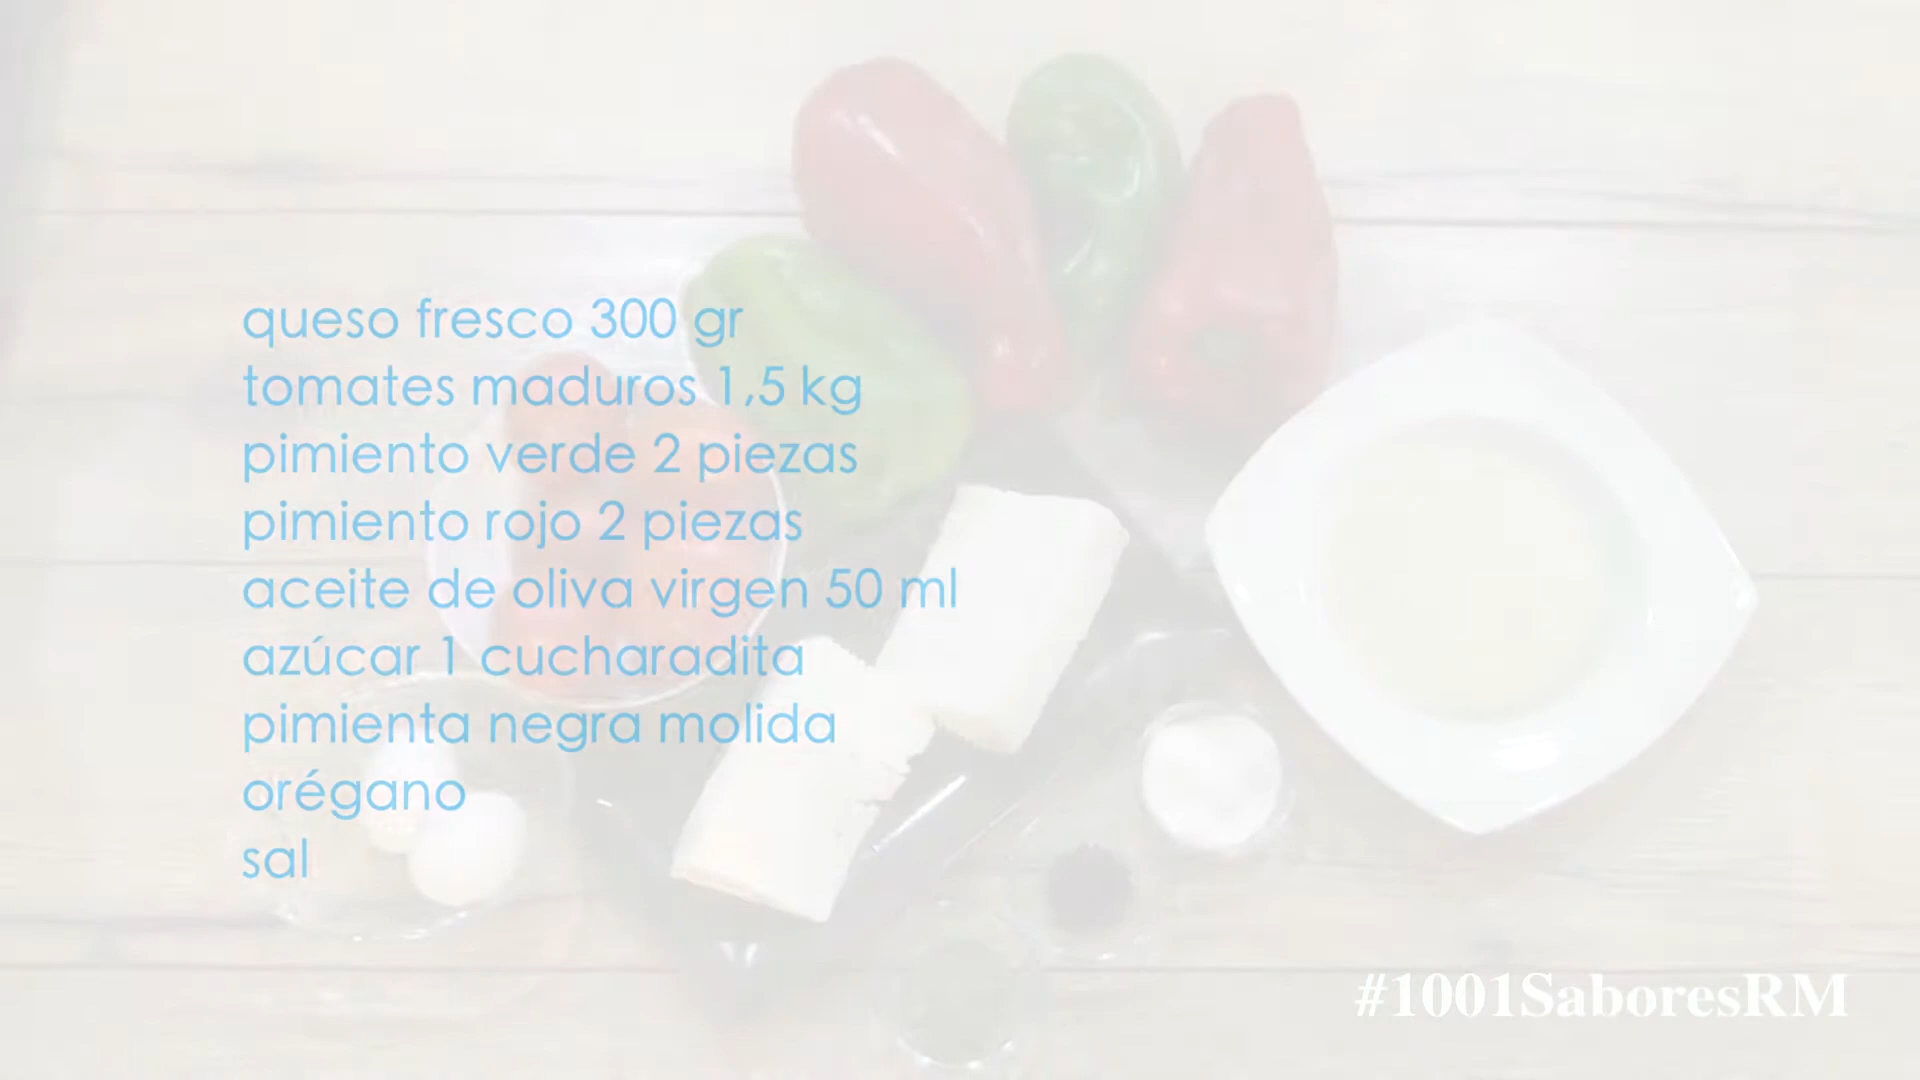 queso fresco 300 gr
tomates maduros 1,5 kg
pimiento verde 2 piezas
pimiento rojo 2 piezas
aceite de oliva virgen 50 ml
azúcar 1 cucharadita
pimienta negra molida
orégano
sal
#1001SaboresRM